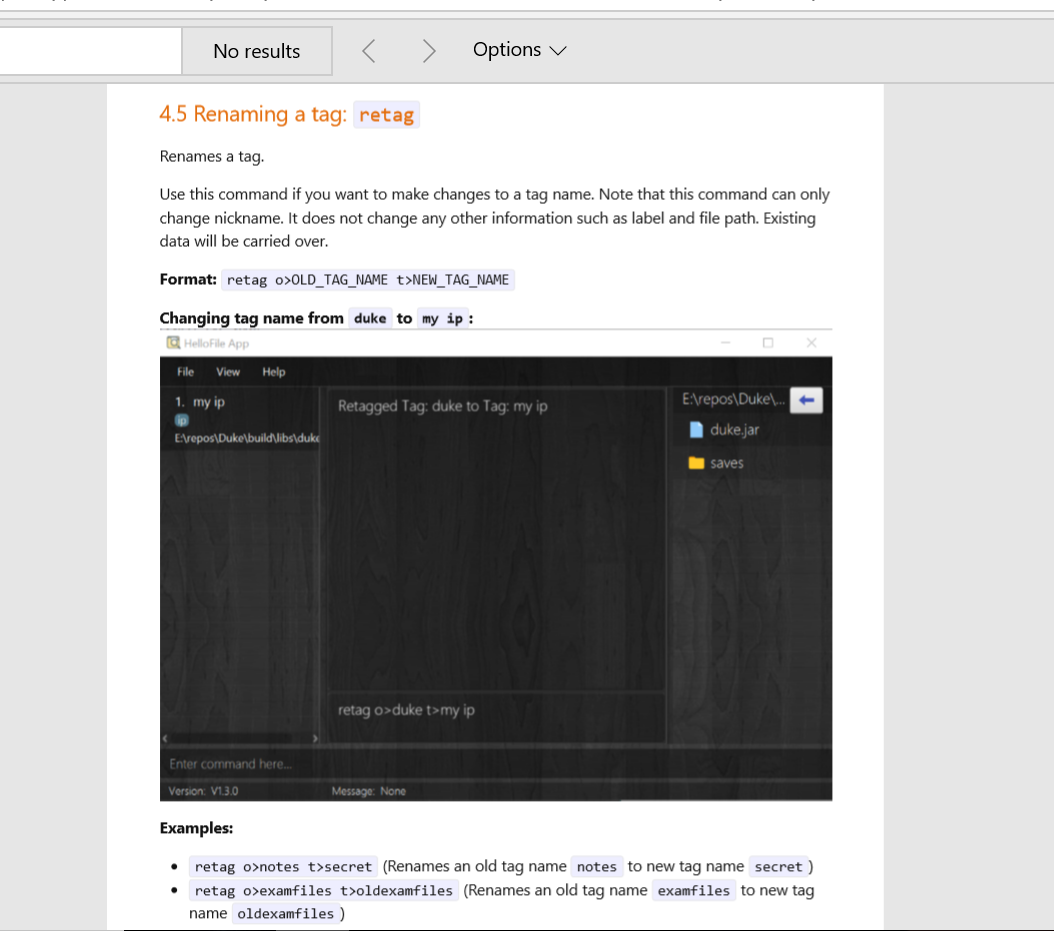 No results
Options
4.5 Renaming a tag: retag
Renames a tag.
Use this command if you want to make changes to a tag name. Note that this command can only
change nickname. It does not change any other information such as label and file path. Existing
data will be carried over.
Format: retag o>OLD_TAG_NAME t>NEW_TAG_NAME
Changing tag name from duke to my ip :
HelloFile App
File View Help
1. my ip
ip
E:\repos\Duke\build\libs\duke
Retagged Tag: duke to Tag: my ip
E:\repos\Duke\...
duke.jar
saves
retag o>duke t>my ip
Enter command here...
Version: V1.3.0
Message: None
Examples:
• retag o>notes t>secret (Renames an old tag name notes to new tag name secret )
• retag o>examfiles t>oldexamfiles (Renames an old tag name examfiles to new tag
name oldexamfiles )